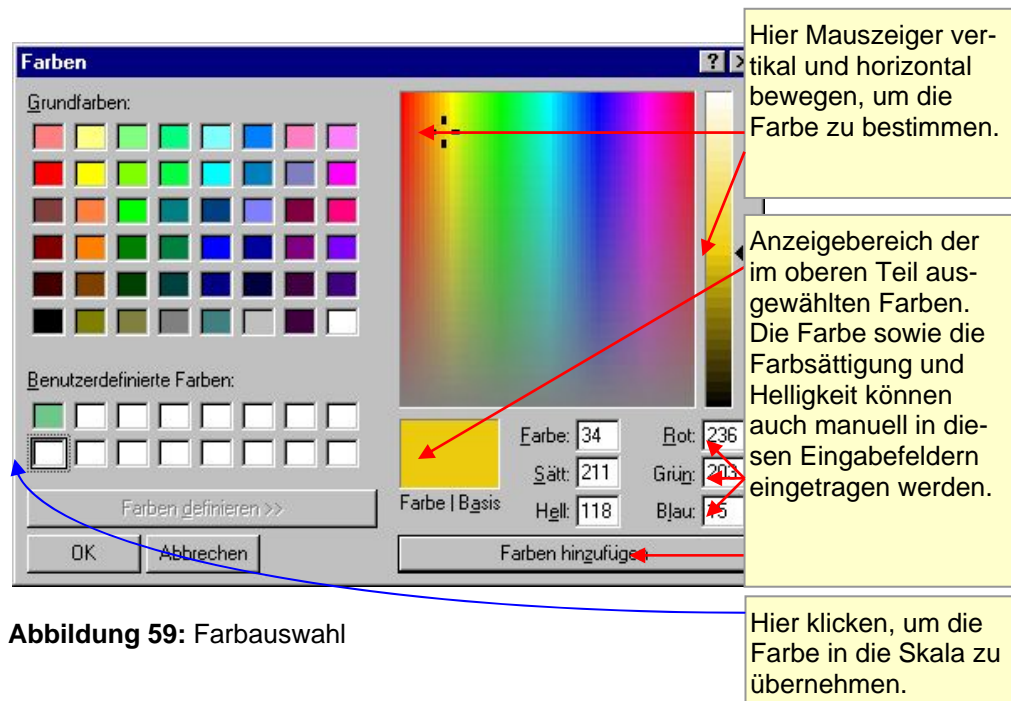 Farben
Grundfarben:
Benutzerdefinierte Farben:
Farben definieren >>
OK
Abbrechen
Farbe | Basis
Farbe: 34
Sätt: 211
Hell: 118
Rot: 236
Grün: 203
Blau: 15
Farben hinzufügen
Hier Mauszeiger ver-
tikal und horizontal
bewegen, um die
Farbe zu bestimmen.
Anzeigebereich der
im oberen Teil aus-
gewählten Farben.
Die Farbe sowie die
Farbsättigung und
Helligkeit können
auch manuell in die-
sen Eingabefeldern
eingetragen werden.
Hier klicken, um die
Farbe in die Skala zu
übernehmen.
Abbildung 59: Farbauswahl